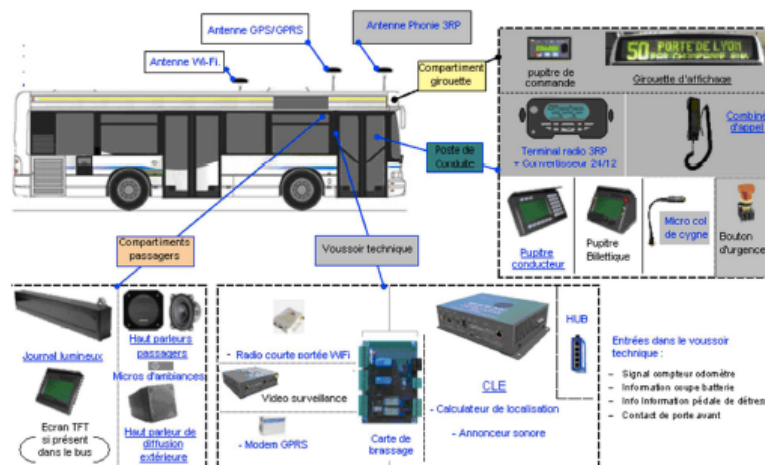 Antenne Wi-Fi.
Antenne GPS/GPRS
Antenne Phonie 3RP
Compartiment
girouette
pupitre de
commande
50 PORTE DE LYON
Girouette d'affichage
Terminal radio 3RP
+ Convertisseur 24/12
Combiné
d'appel
Poste de
Conduite
Pupitre
conducteur
Pupitre
Billettique
Micro col
de cygne
Bouton
d'urgence
Compartiments
passagers
Voussoir technique
Journal lumineux
Ecran TFT
si présent
dans le bus
Haut parleurs
passagers
Micros d'ambiances
Haut parleur de
diffusion
extérieure
- Radio courte portée WiFi
Video surveillance
- Modem GPRS
Carte de
brassage
CLE
- Calculateur de localisation
- Annonceur sonore
HUB
Entrées dans le voussoir
technique :
- Signal compteur odomètre
- Information coupe batterie
- Info Information pédale de détres
- Contact de porte avant